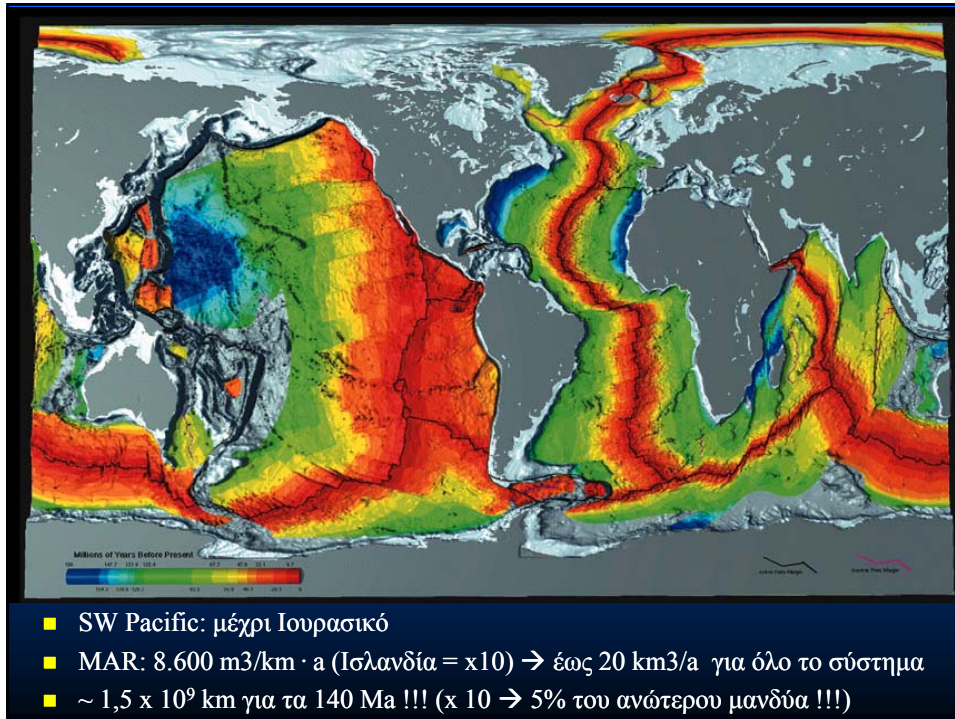 Millions of Years Before Present
SW Pacific: μέχρι Ιουρασικό
MAR: 8.600 m3/km · a (Ισλανδία = x10) → έως 20 km3/a για όλο το σύστημα
~ 1,5 x 10⁹ km για τα 140 Ma !!! (x 10 → 5% του ανώτερου μανδύα !!!)